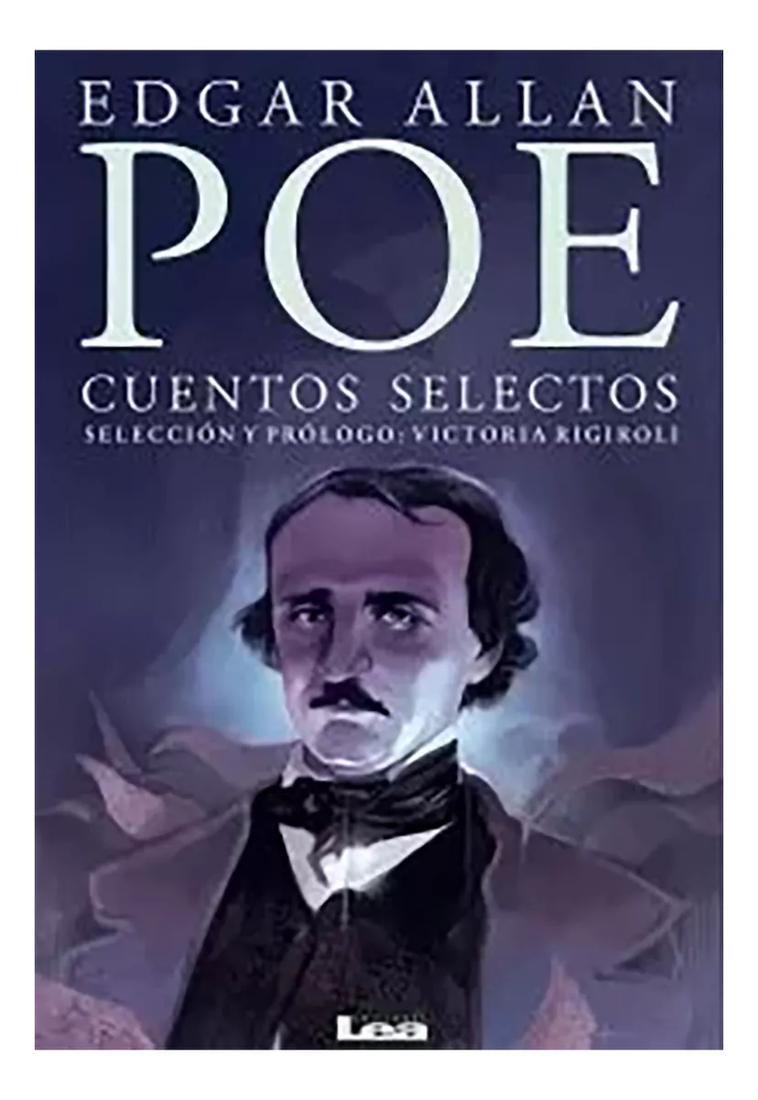 EDGAR ALLAN
POE
CUENTOS SELECTOS
SELECCIÓN Y PRÓLOGO: VICTORIA RIGIROLI
Lea